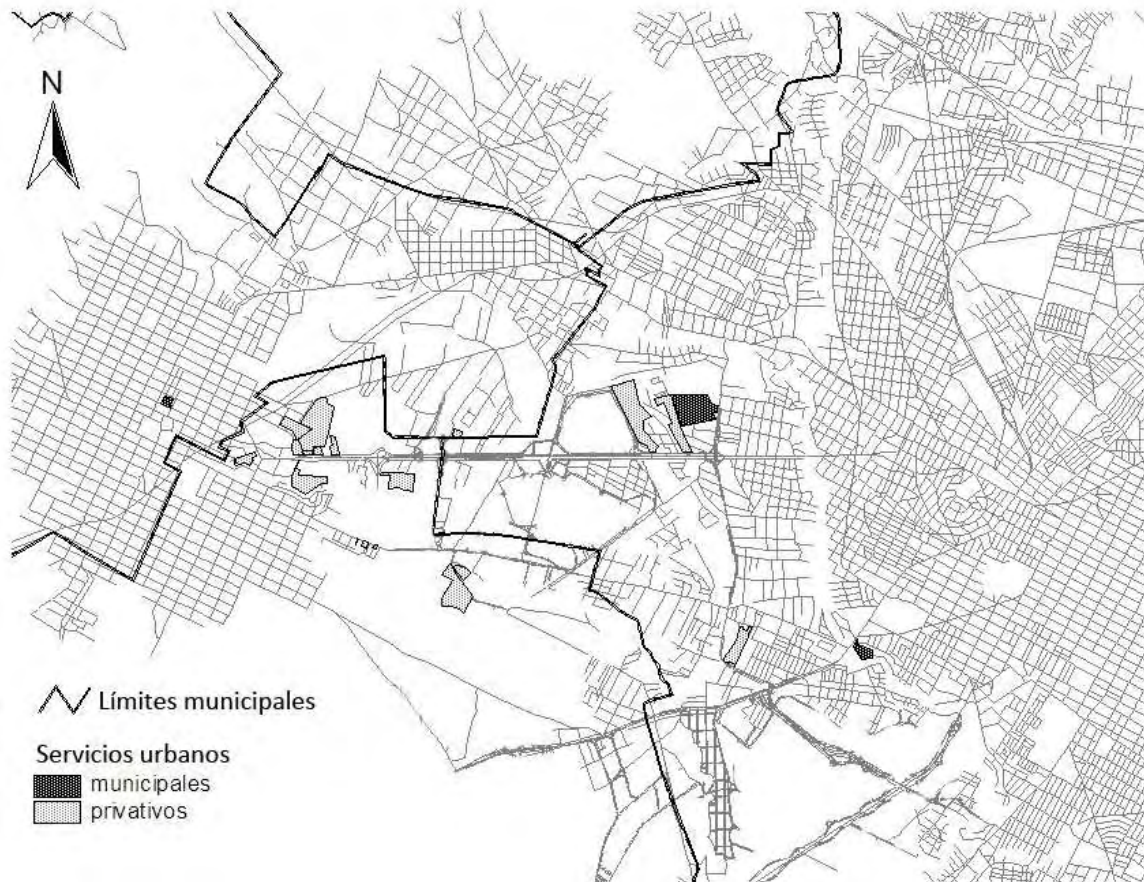 N
Límites municipales
Servicios urbanos
municipales
privativos